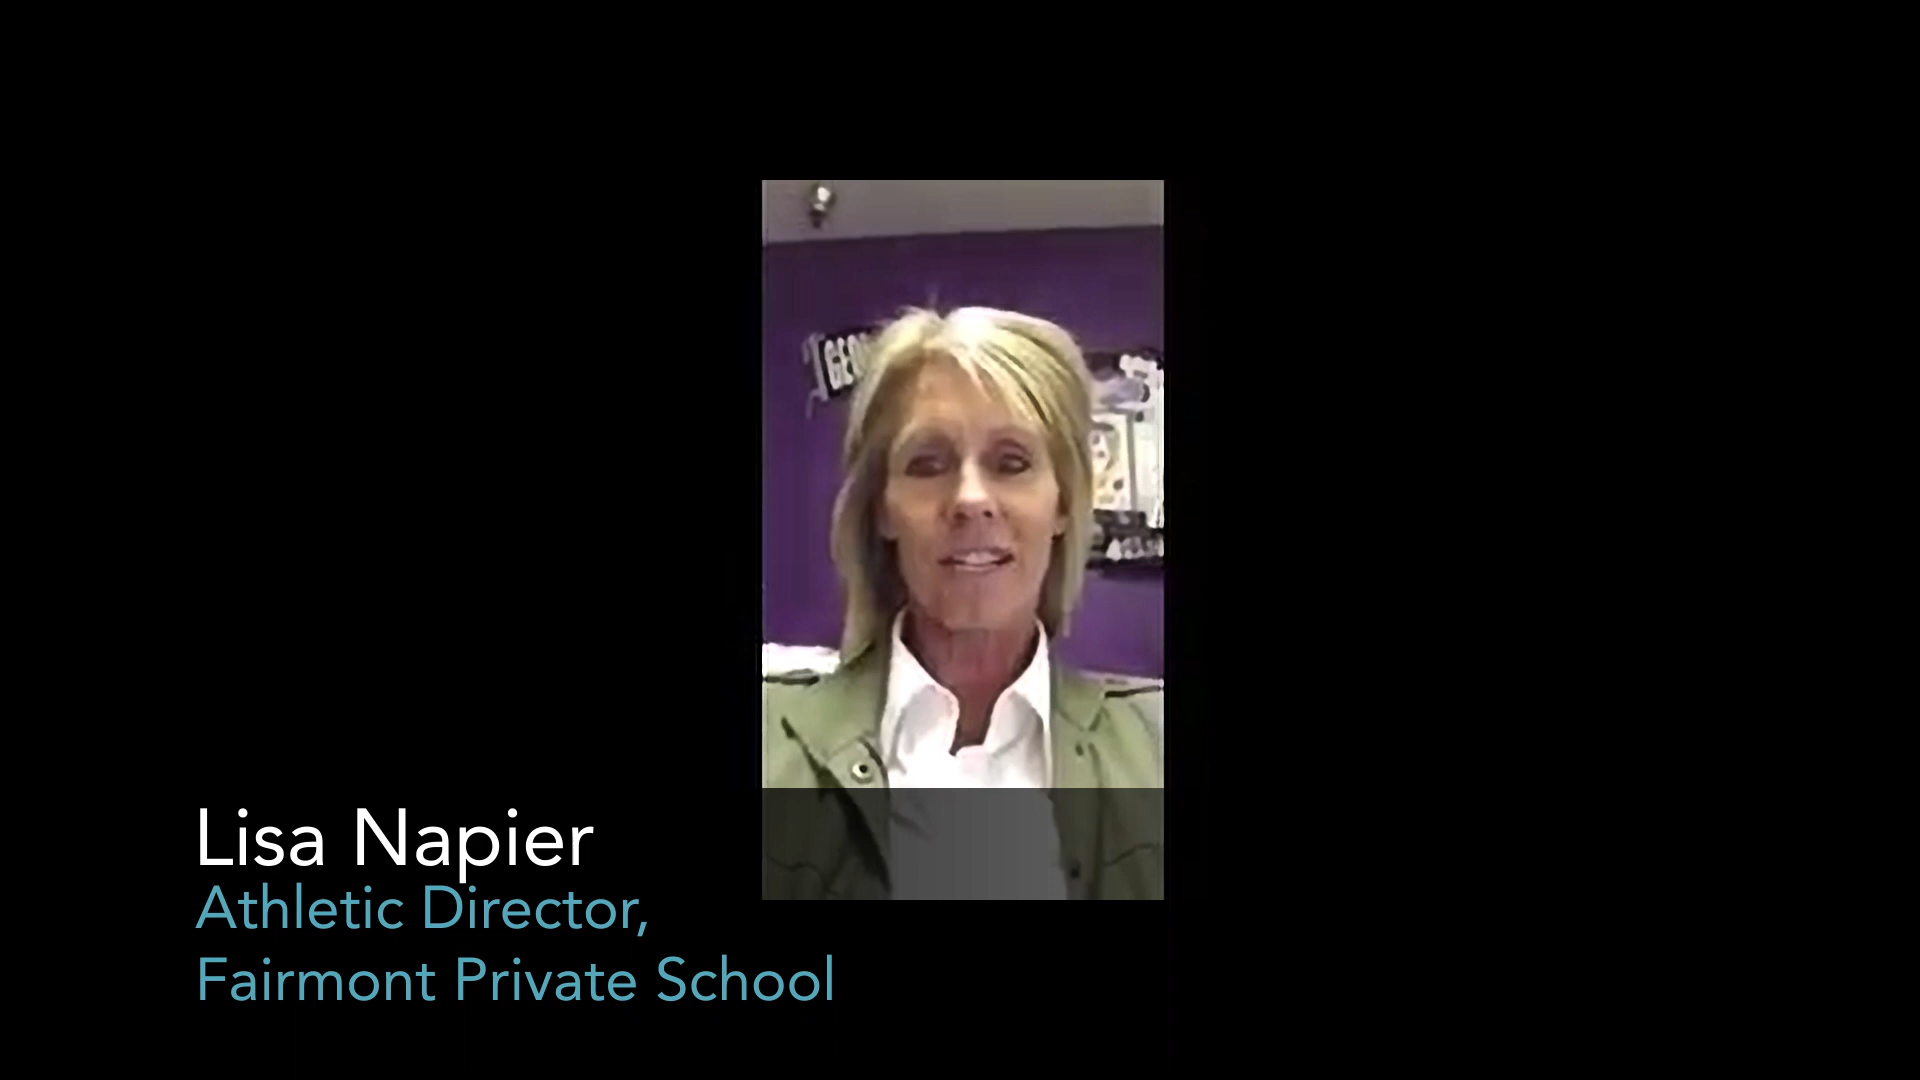 Lisa Napier
Athletic Director,
Fairmont Private School